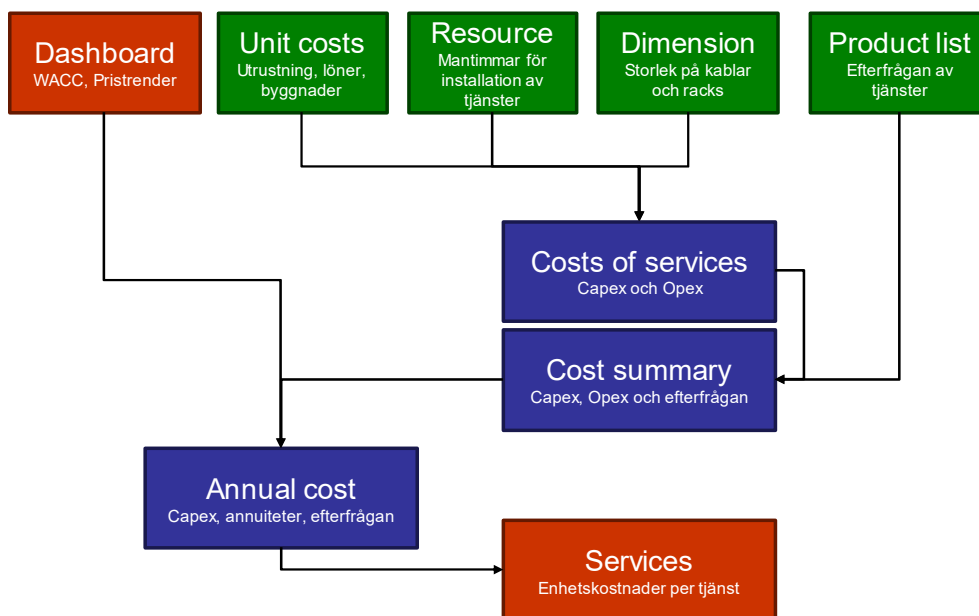 Dashboard
WACC, Pristrender
Unit costs
Utrustning, löner,
byggnader
Resource
Mantimmar för
installation av
tjänster
Dimension
Storlek på kablar
och racks
Product list
Efterfrågan av
tjänster
Costs of services
Capex och Opex
Cost summary
Capex, Opex och efterfrågan
Annual cost
Capex, annuiteter, efterfrågan
Services
Enhetskostnader per tjänst